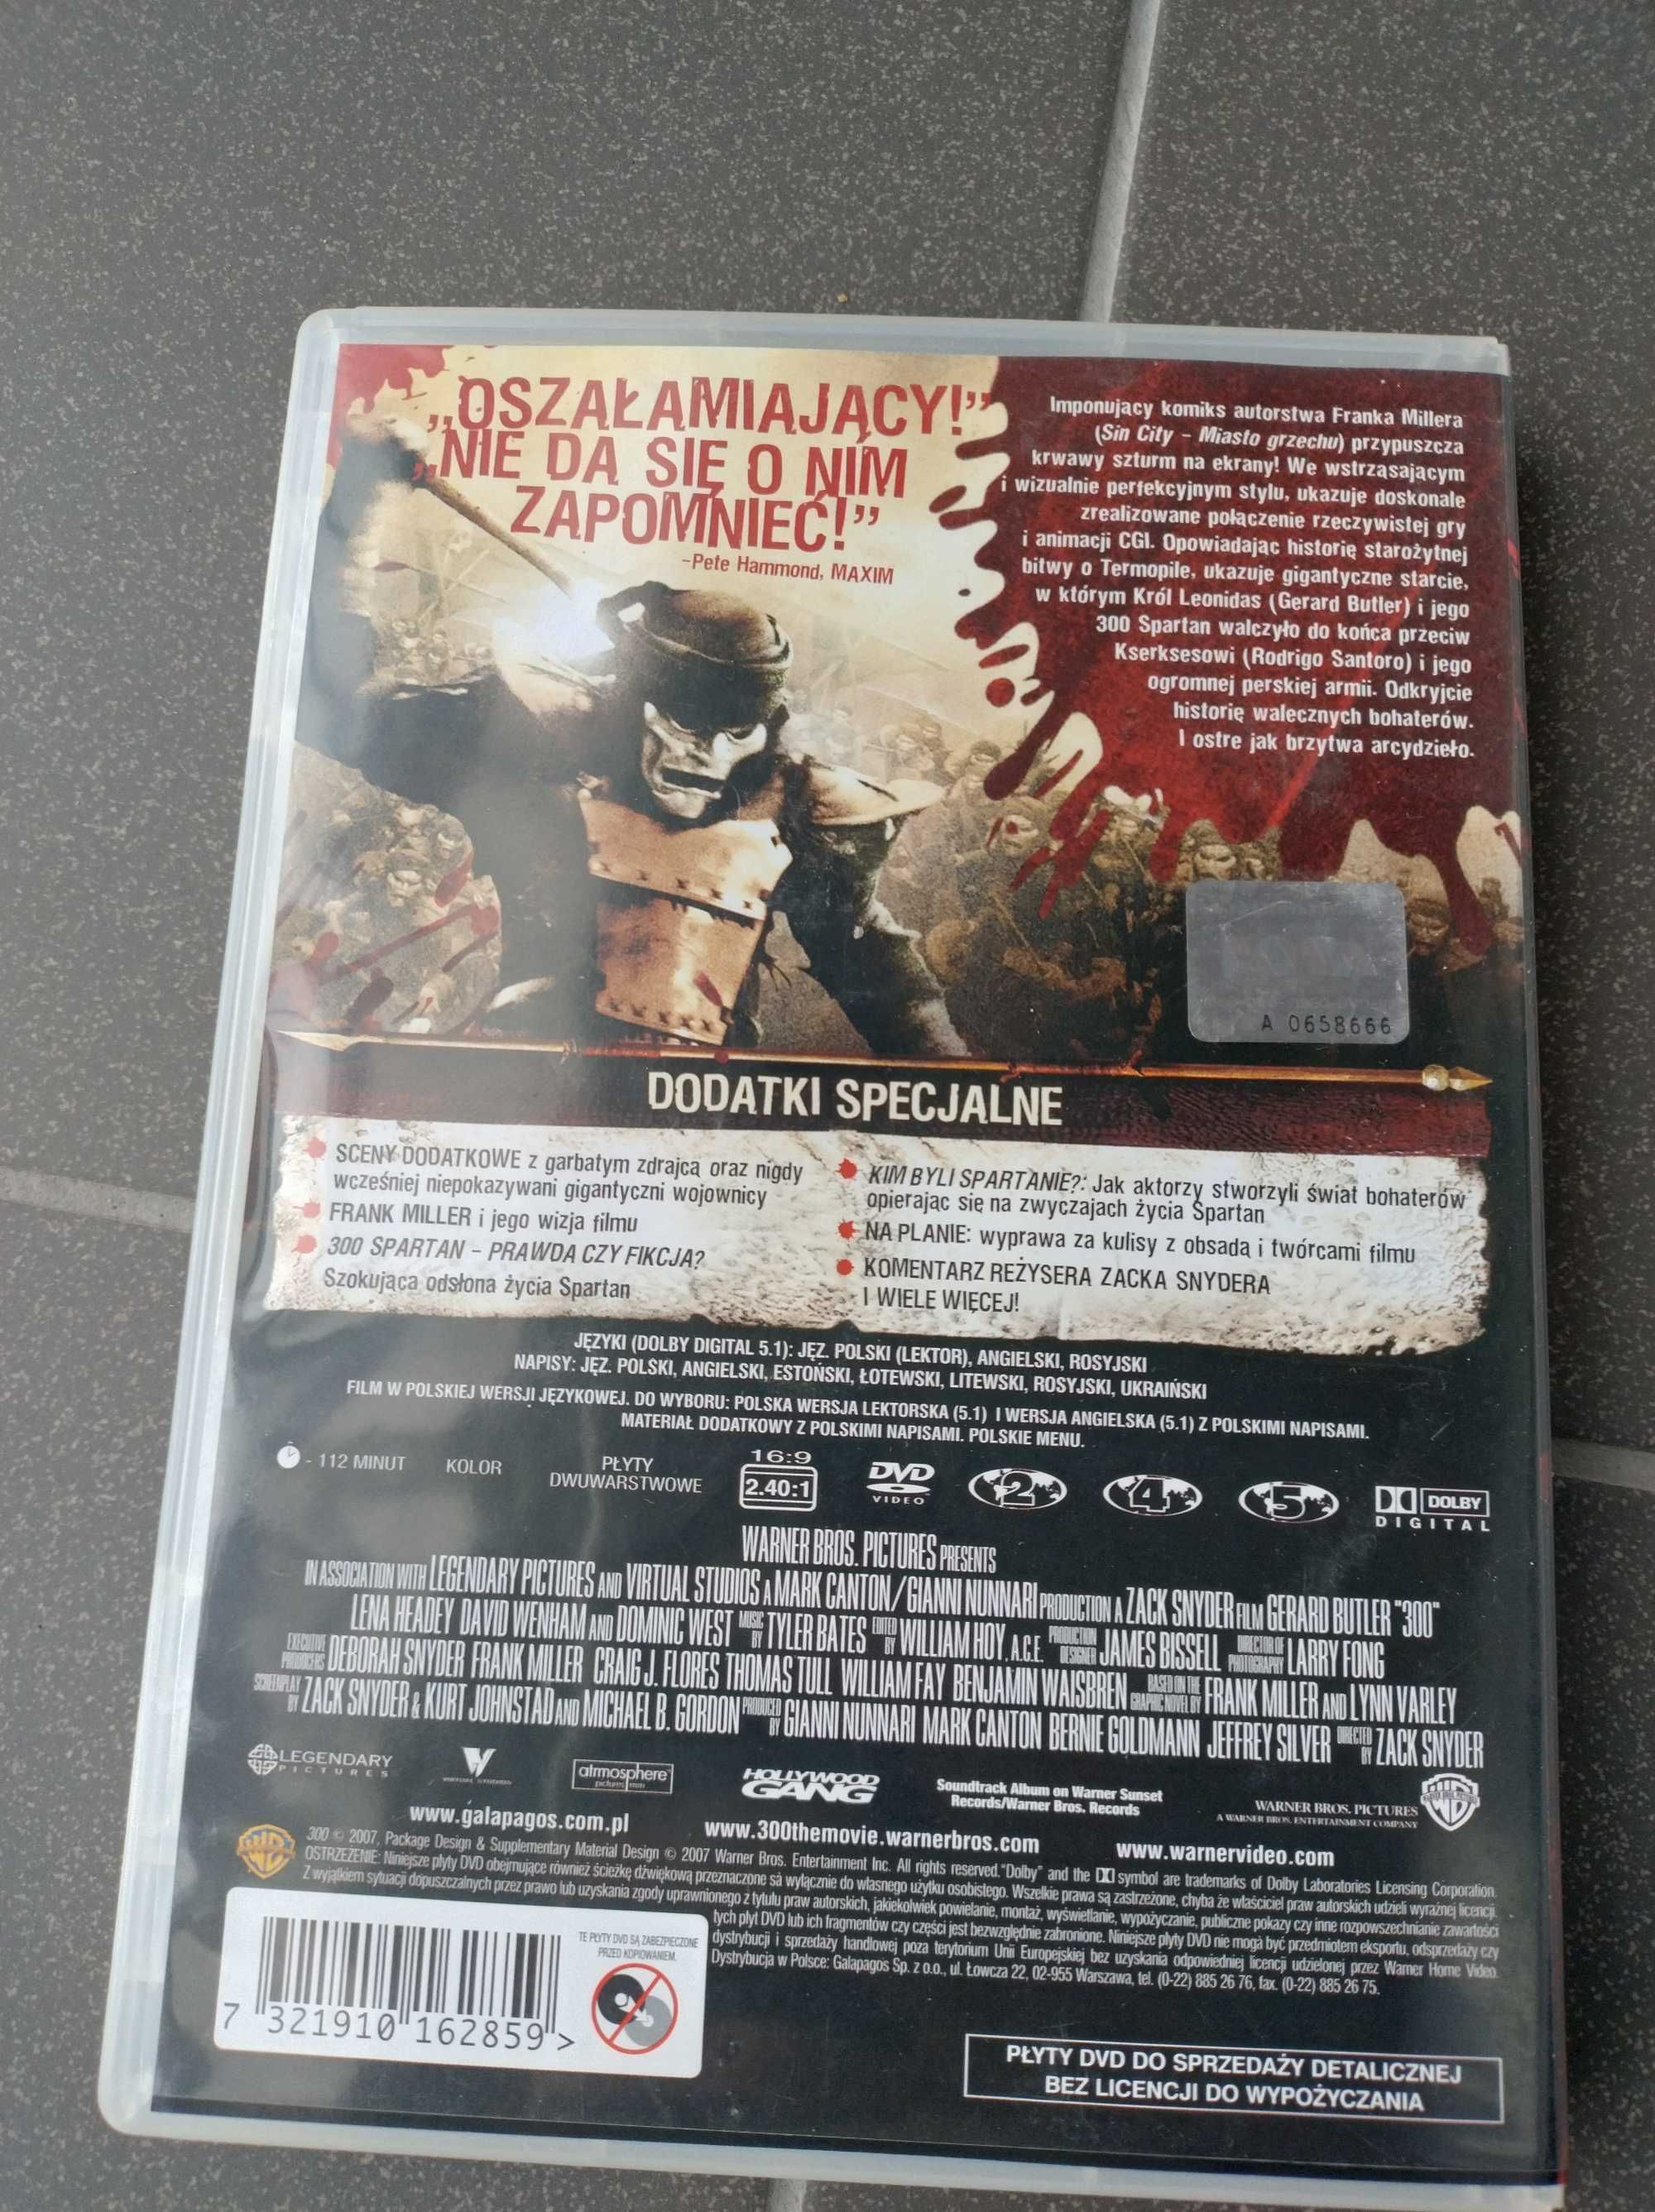 „OSZAŁAMIAJĄCY!”
„NIE DA SIĘ O NIM
ZAPOMNIEĆ!”
-Pete Hammond, MAXIM
Imponujący komiks autorstwa Franka Millera
(Sin City – Miasto grzechu) przypuszcza
krwawy szturm na ekrany! We wstrząsającym
i wizualnie perfekcyjnym stylu, ukazuje doskonale
zrealizowane połączenie rzeczywistej gry
i animacji CGI. Opowiadając historię starożytnej
bitwy o Termopile, ukazuje gigantyczne starcie,
w którym Król Leonidas (Gerard Butler) i jego
300 Spartan walczyło do końca przeciw
Kserksesowi (Rodrigo Santoro) i jego
ogromnej perskiej armii. Odkryjcie
historię walecznych bohaterów.
I ostre jak brzytwa arcydzieło.
A 0658666
DODATKI SPECJALNE
SCENY DODATKOWE z garbatym zdrajcą oraz nigdy
wcześniej niepokazywani gigantyczni wojownicy
FRANK MILLER i jego wizja filmu
300 SPARTAN – PRAWDA CZY FIKCJA?
Szokująca odsłona życia Spartan
KIM BYLI SPARTANIE?: Jak aktorzy stworzyli świat bohaterów
opierając się na zwyczajach życia Spartan
NA PLANIE: wyprawa za kulisy z obsadą i twórcami filmu
KOMENTARZ REŻYSERA ZACKA SNYDERA
I WIELE WIĘCEJ!
JĘZYKI (DOLBY DIGITAL 5.1): JĘZ. POLSKI (LEKTOR), ANGIELSKI, ROSYJSKI
NAPISY: JĘZ. POLSKI, ANGIELSKI, ESTOŃSKI, ŁOTEWSKI, LITEWSKI, ROSYJSKI, UKRAIŃSKI
FILM W POLSKIEJ WERSJI JĘZYKOWEJ. DO WYBORU: POLSKA WERSJA LEKTORSKA (5.1) I WERSJA ANGIELSKA (5.1) Z POLSKIMI NAPISAMI.
MATERIAŁ DODATKOWY Z POLSKIMI NAPISAMI. POLSKIE MENU.
- 112 MINUT KOLOR PŁYTY
DWUWARSTWOWE
16:9
2.40:1
DVD
VIDEO
2 4 5
DOLBY
DIGITAL
WARNER BROS. PICTURES PRESENTS
IN ASSOCIATION WITH LEGENDARY PICTURES AND VIRTUAL STUDIOS A MARK CANTON/GIANNI NUNNARI PRODUCTION A ZACK SNYDER FILM GERARD BUTLER "300"
LENA HEADEY DAVID WENHAM AND DOMINIC WEST MUSIC BY TYLER BATES EDITED BY WILLIAM HOY, A.C.E. PRODUCTION DESIGNER JAMES BISSELL DIRECTOR OF PHOTOGRAPHY LARRY FONG
EXECUTIVE PRODUCERS DEBORAH SNYDER FRANK MILLER CRAIG J. FLORES THOMAS TULL WILLIAM FAY BENJAMIN WAISBREN BASED ON THE GRAPHIC NOVEL BY FRANK MILLER AND LYNN VARLEY
SCREENPLAY BY ZACK SNYDER & KURT JOHNSTAD AND MICHAEL B. GORDON PRODUCED BY GIANNI NUNNARI MARK CANTON BERNIE GOLDMANN JEFFREY SILVER DIRECTED BY ZACK SNYDER
LEGENDARY
PICTURES
VIRTUAL STUDIOS
atmosphere
pictures mm
HOLLYWOOD
GANG
Soundtrack Album on Warner Sunset
Records/Warner Bros. Records
WARNER BROS. PICTURES
A WARNER BROS. ENTERTAINMENT COMPANY
www.galapagos.com.pl
www.300themovie.warnerbros.com
www.warnervideo.com
300 © 2007, Package Design & Supplementary Material Design © 2007 Warner Bros. Entertainment Inc. All rights reserved. "Dolby" and the symbol are trademarks of Dolby Laboratories Licensing Corporation.
OSTRZEŻENIE: Niniejsze płyty DVD obejmujące również ścieżkę dźwiękową przeznaczone są wyłącznie do własnego użytku osobistego. Wszelkie prawa są zastrzeżone, chyba że właściciel praw autorskich udzieli wyraźnej licencji.
Z wyjątkiem sytuacji dopuszczalnych przez prawo lub uzyskania zgody uprawnionego z tytułu praw autorskich, jakiekolwiek powielanie, montaż, wyświetlanie, wypożyczanie, publiczne pokazy czy inne rozpowszechnianie zawartości
tych płyt DVD lub ich fragmentów czy części jest bezwzględnie zabronione. Niniejsze płyty DVD nie mogą być przedmiotem eksportu, odsprzedaży czy
dystrybucji i sprzedaży handlowej poza terytorium Unii Europejskiej bez uzyskania odpowiedniej licencji udzielonej przez Warner Home Video.
Dystrybucja w Polsce: Galapagos Sp. z o.o., ul. Łowcza 22, 02-955 Warszawa, tel. (0-22) 885 26 76, fax. (0-22) 885 26 75.
TE PŁYTY DVD SĄ ZABEZPIECZONE
PRZED KOPIOWANIEM.
7 321910 162859 >
PŁYTY DVD DO SPRZEDAŻY DETALICZNEJ
BEZ LICENCJI DO WYPOŻYCZANIA